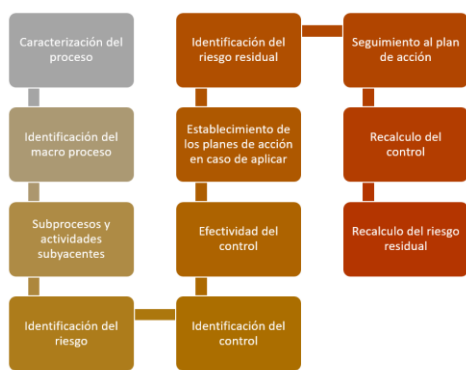 Caracterización del
proceso
Identificación del
macro proceso
Subprocesos y
actividades
subyacentes
Identificación del
riesgo
Identificación del
control
Efectividad del
control
Establecimiento de
los planes de acción
en caso de aplicar
Identificación del
riesgo residual
Seguimiento al plan
de acción
Recalculo del
control
Recalculo del riesgo
residual